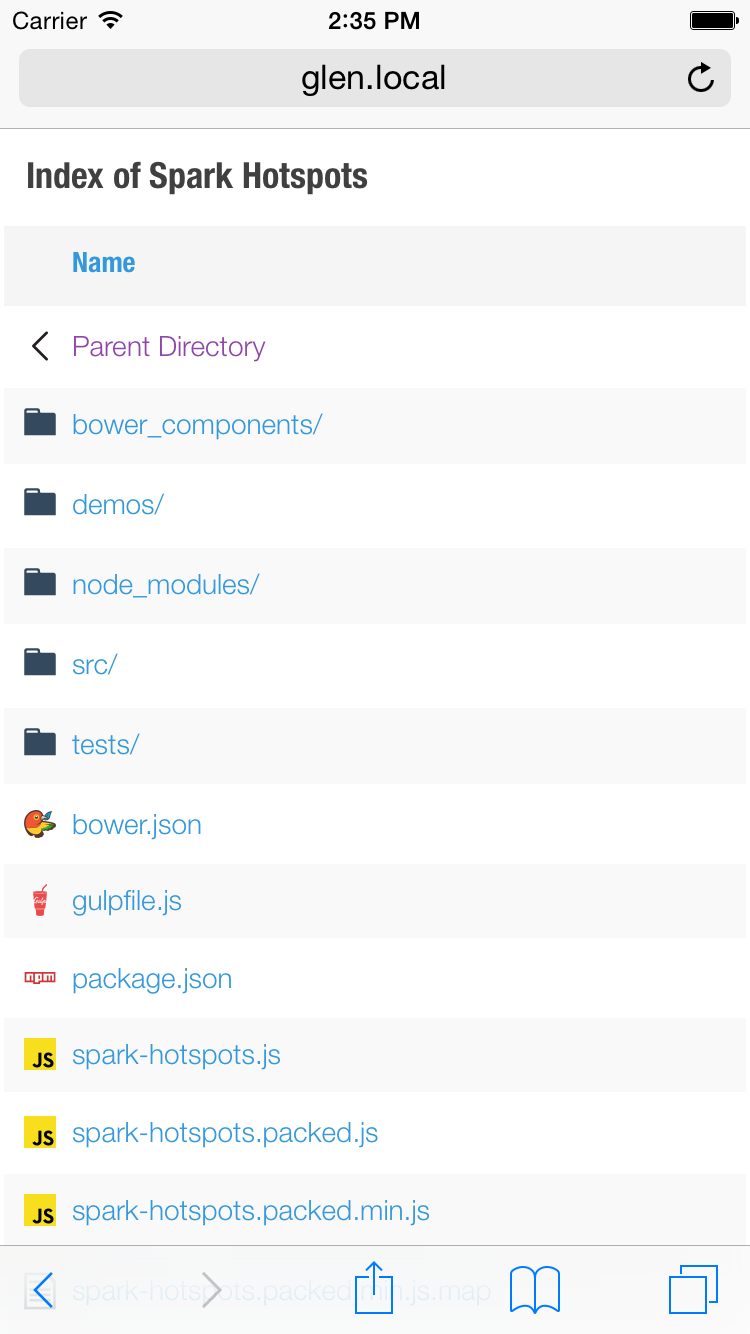 Carrier 2:35 PM
glen.local
Index of Spark Hotspots
Name
Parent Directory
bower_components/
demos/
node_modules/
src/
tests/
bower.json
gulpfile.js
npm package.json
JS spark-hotspots.js
JS spark-hotspots.packed.js
JS spark-hotspots.packed.min.js
spark-hotspots.packed.min.js.map